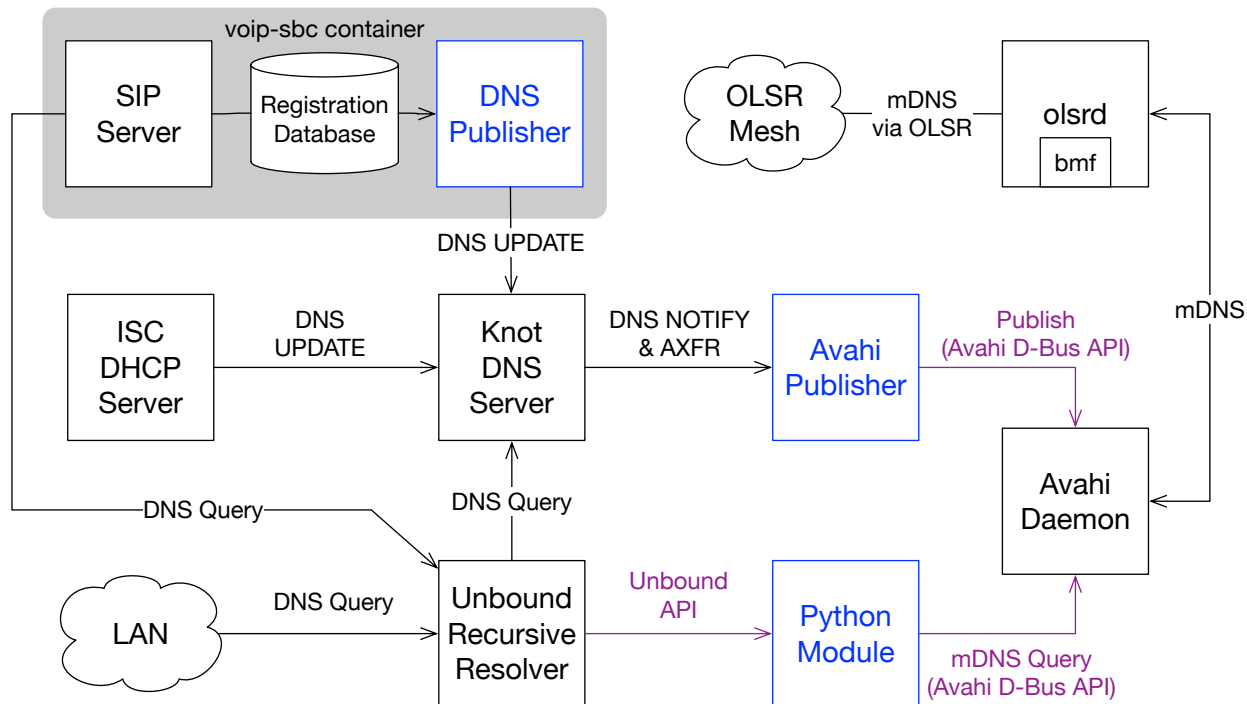 voip-sbc container
SIP
Server
Registration
Database
DNS
Publisher
OLSR
Mesh
mDNS
via OLSR
olsrd
bmf
DNS UPDATE
mDNS
ISC
DHCP
Server
DNS
UPDATE
Knot
DNS
Server
DNS NOTIFY
& AXFR
Avahi
Publisher
Publish
(Avahi D-Bus API)
Avahi
Daemon
DNS Query
DNS Query
LAN
DNS Query
Unbound
Recursive
Resolver
Unbound
API
Python
Module
mDNS Query
(Avahi D-Bus API)